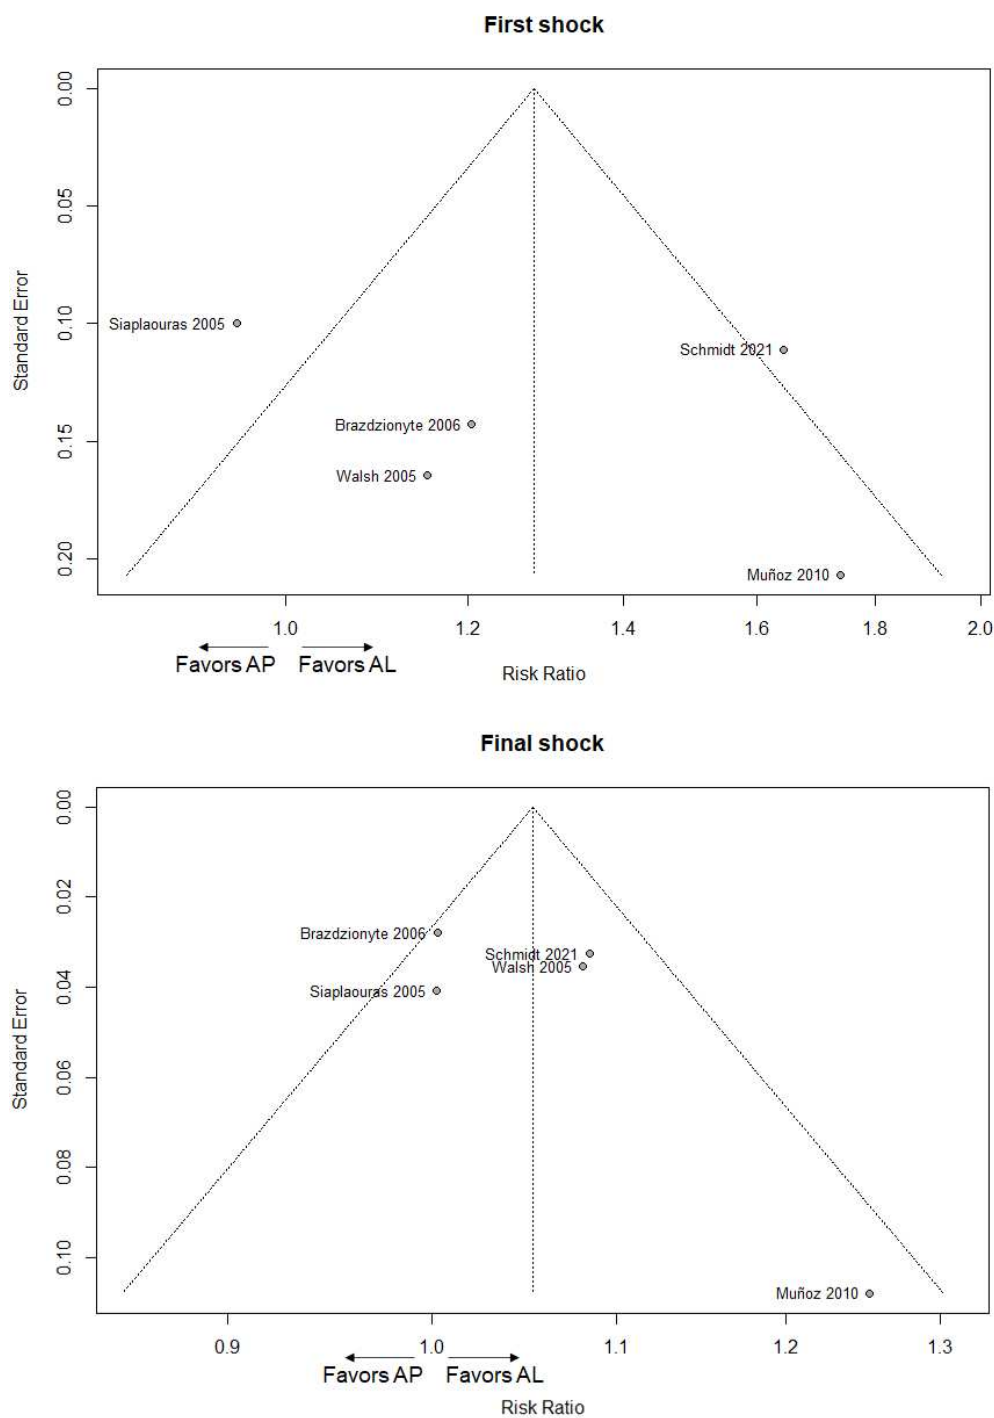 First shock
0.00
0.05
0.10
0.15
0.20
Standard Error
Siaplaouras 2005
Schmidt 2021
Brazdzionyte 2006
Walsh 2005
Muñoz 2010
1.0 1.2 1.4 1.6 1.8 2.0
Favors AP Favors AL
Risk Ratio
Final shock
0.00
0.02
0.04
0.06
0.08
0.10
Standard Error
Brazdzionyte 2006
Schmidt 2021
Walsh 2005
Siaplaouras 2005
Muñoz 2010
0.9 1.0 1.1 1.2 1.3
Favors AP Favors AL
Risk Ratio